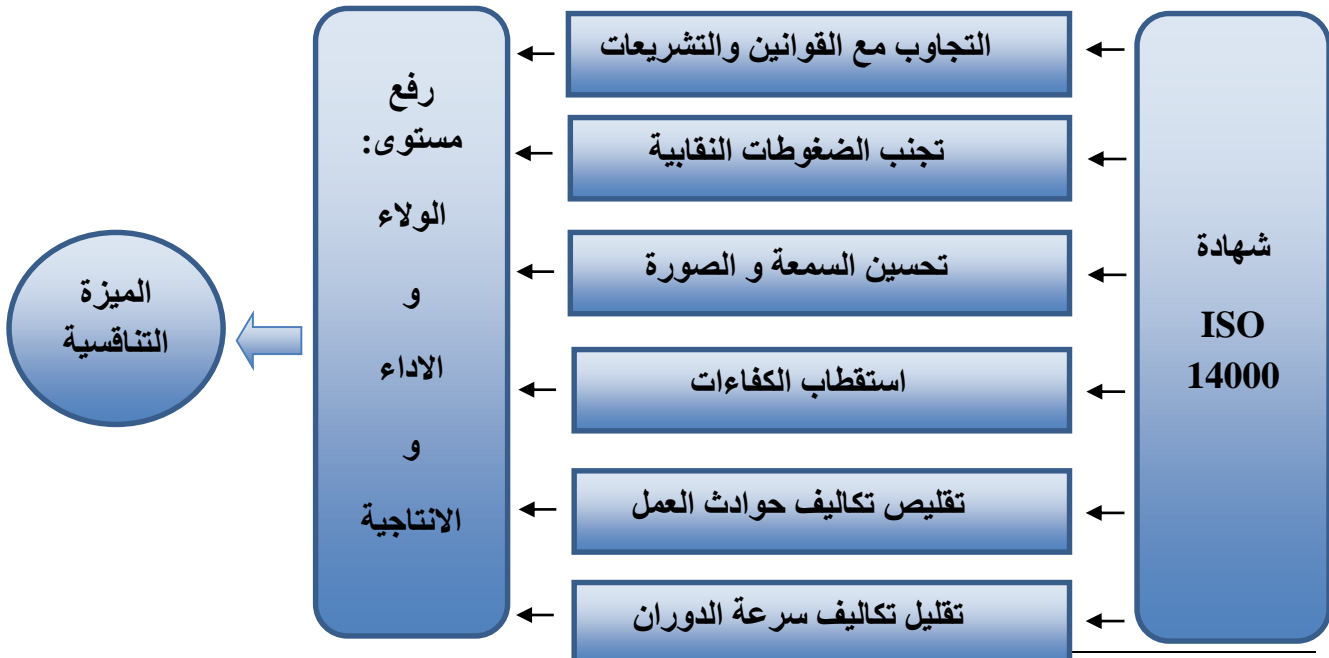 شهادة
ISO
14000
التجاوب مع القوانين والتشريعات
تجنب الضغوطات النقابية
تحسين السمعة و الصورة
استقطاب الكفاءات
تقليص تكاليف حوادث العمل
تقليل تكاليف سرعة الدوران
رفع
مستوى:
الولاء
و
الاداء
و
الانتاجية
الميزة
التنافسية